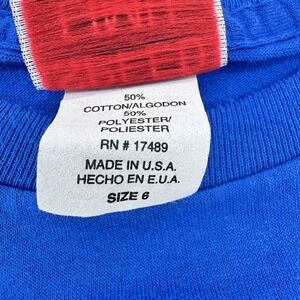 50%
COTTON/ALGODON
50%
POLYESTER/
POLIESTER
RN # 17489
MADE IN U.S.A.
HECHO EN E.U.A.
SIZE 6